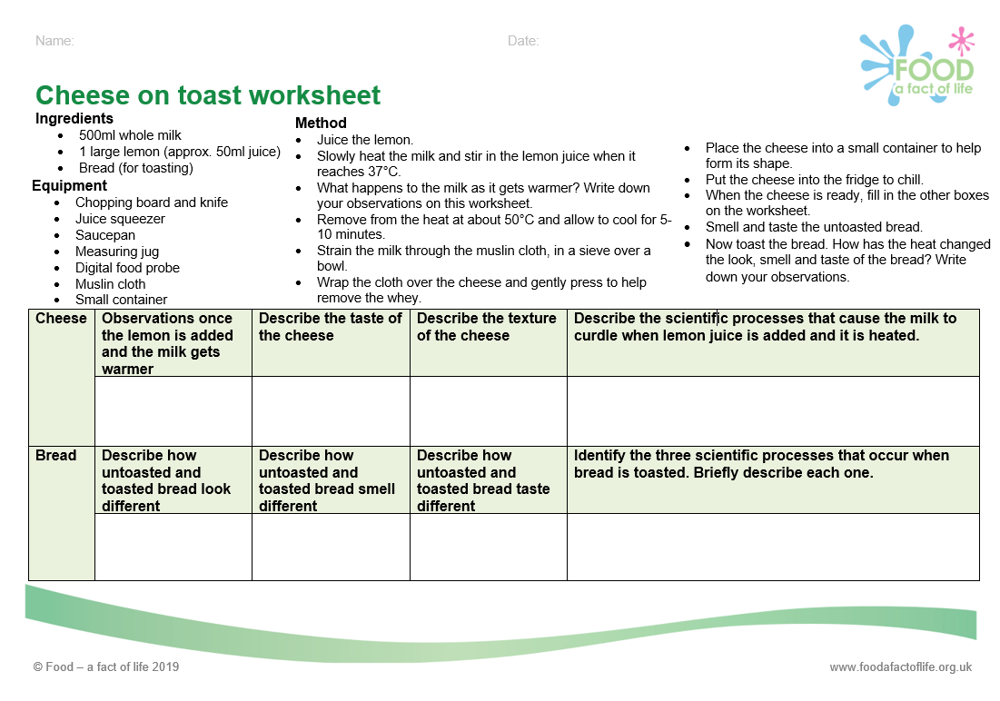 Name:
Date:
FOOD
a fact of life
Cheese on toast worksheet
Ingredients
• 500ml whole milk
• 1 large lemon (approx. 50ml juice)
• Bread (for toasting)
Equipment
• Chopping board and knife
• Juice squeezer
• Saucepan
• Measuring jug
• Digital food probe
• Muslin cloth
• Small container
Method
• Juice the lemon.
• Slowly heat the milk and stir in the lemon juice when it
reaches 37°C.
• What happens to the milk as it gets warmer? Write down
your observations on this worksheet.
• Remove from the heat at about 50°C and allow to cool for 5-
10 minutes.
• Strain the milk through the muslin cloth, in a sieve over a
bowl.
• Wrap the cloth over the cheese and gently press to help
remove the whey.
• Place the cheese into a small container to help
form its shape.
• Put the cheese into the fridge to chill.
• When the cheese is ready, fill in the other boxes
on the worksheet.
• Smell and taste the untoasted bread.
• Now toast the bread. How has the heat changed
the look, smell and taste of the bread? Write
down your observations.
Cheese
Observations once
the lemon is added
and the milk gets
warmer
Describe the taste of
the cheese
Describe the texture
of the cheese
Describe the scientific processes that cause the milk to
curdle when lemon juice is added and it is heated.
Bread
Describe how
untoasted and
toasted bread look
different
Describe how
untoasted and
toasted bread smell
different
Describe how
untoasted and
toasted bread taste
different
Identify the three scientific processes that occur when
bread is toasted. Briefly describe each one.
© Food – a fact of life 2019
www.foodafactoflife.org.uk